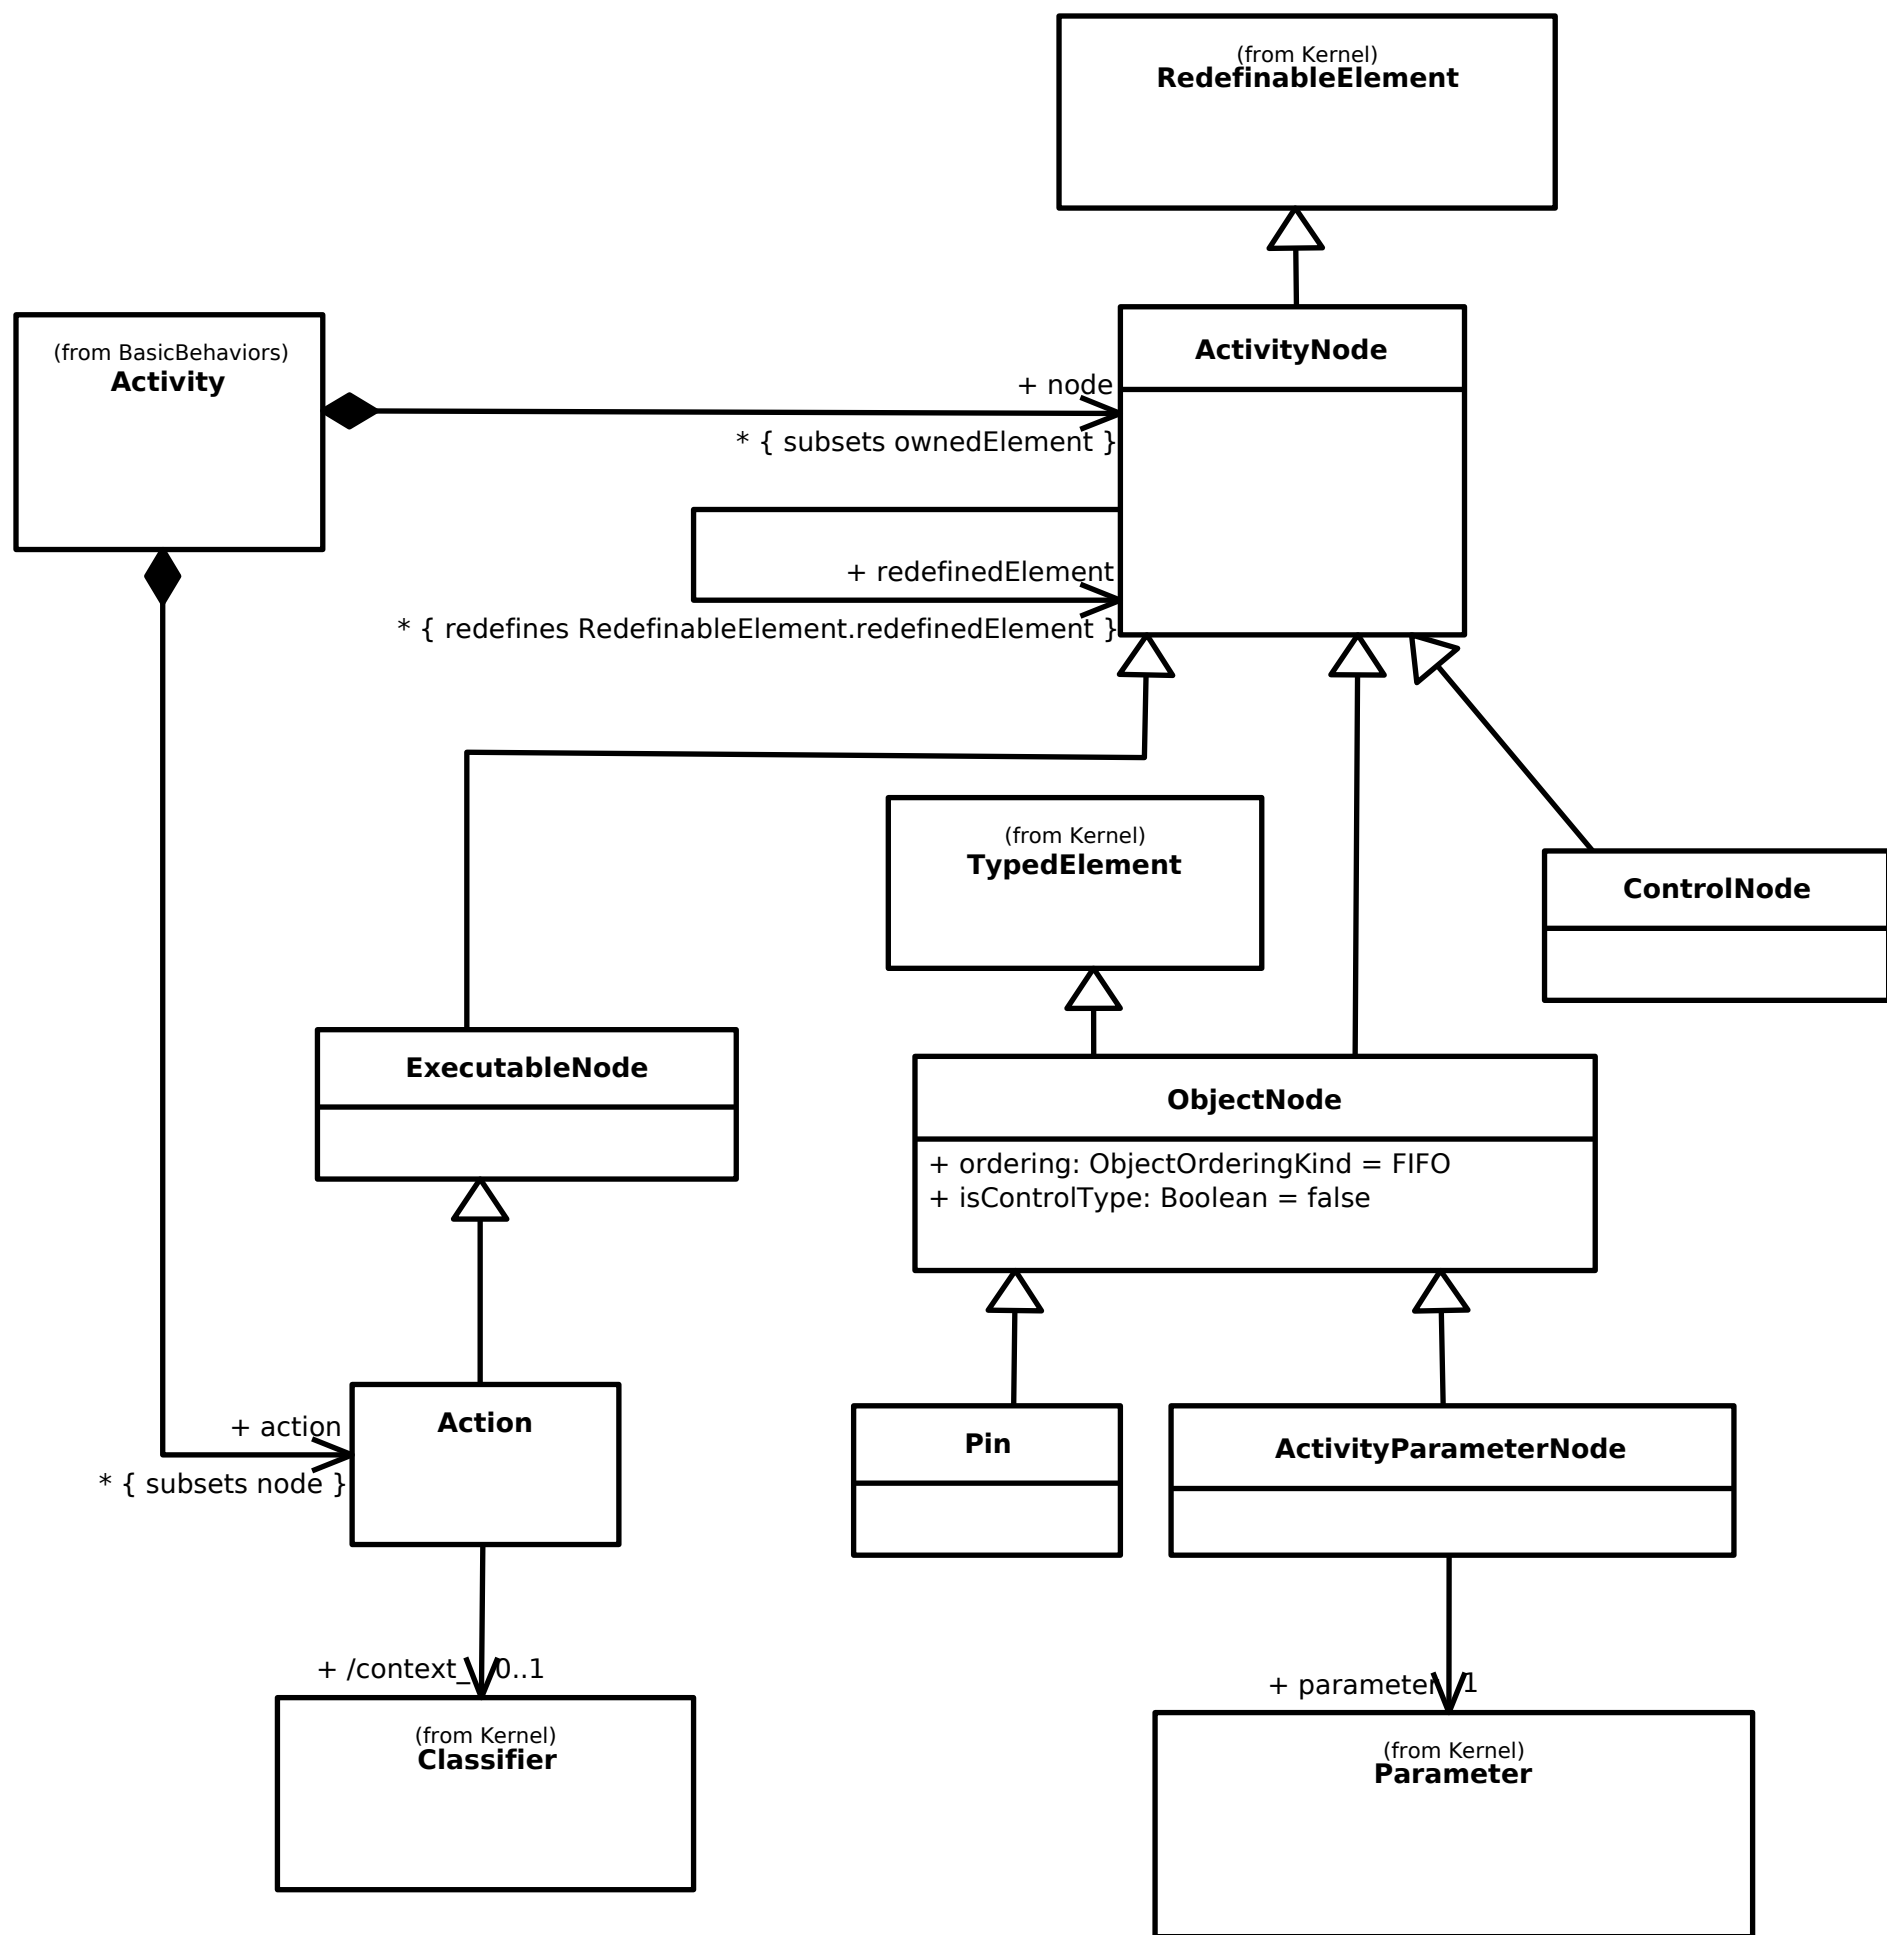 (from Kernel)
RedefinableElement
(from BasicBehaviors)
Activity
ActivityNode
+ node
* { subsets ownedElement }
+ redefinedElement
* { redefines RedefinableElement.redefinedElement }
(from Kernel)
TypedElement
ControlNode
ExecutableNode
ObjectNode
+ ordering: ObjectOrderingKind = FIFO
+ isControlType: Boolean = false
+ action
* { subsets node }
Action
Pin
ActivityParameterNode
+ /context_ 0..1
+ parameter 1
(from Kernel)
Classifier
(from Kernel)
Parameter